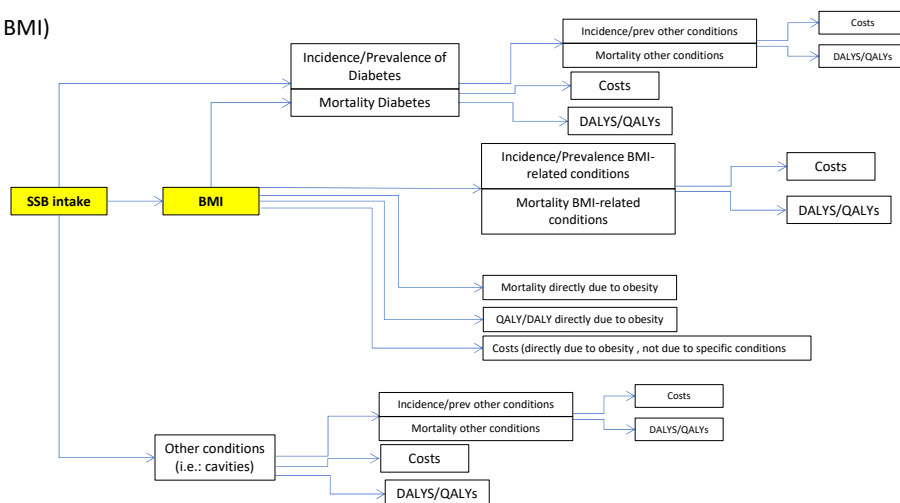 BMI)
Incidence/Prevalence of
Diabetes
Mortality Diabetes
Incidence/prev other conditions
Mortality other conditions
Costs
DALYS/QALYs
Costs
DALYS/QALYs
Incidence/Prevalence BMI-
related conditions
Mortality BMI-related
conditions
Costs
DALYS/QALYs
SSB intake
BMI
Mortality directly due to obesity
QALY/DALY directly due to obesity
Costs (directly due to obesity , not due to specific conditions
Other conditions
(i.e.: cavities)
Incidence/prev other conditions
Mortality other conditions
Costs
DALYS/QALYs
Costs
DALYS/QALYs